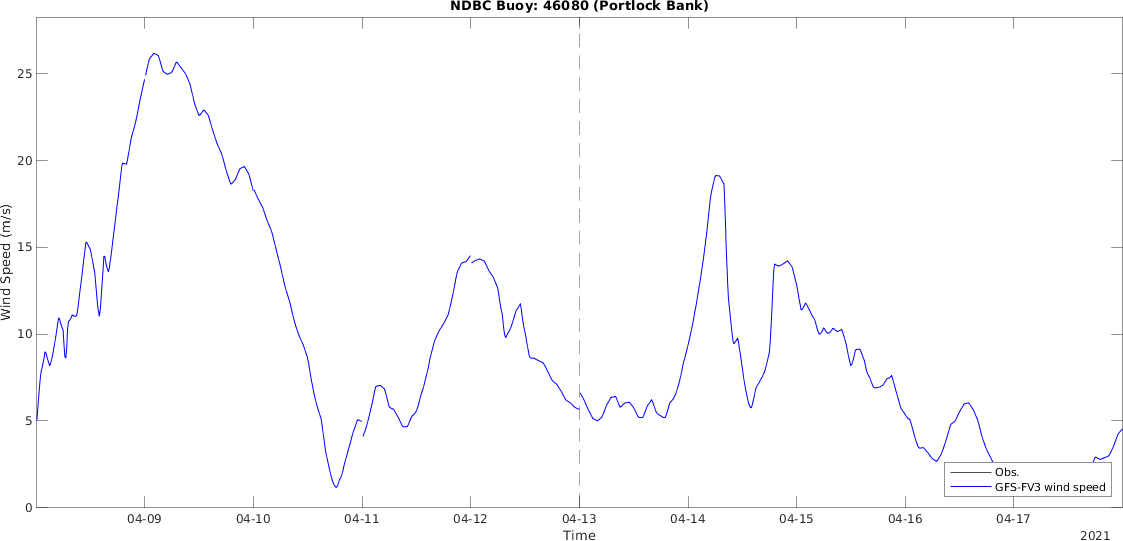 NDBC Buoy: 46080 (Portlock Bank)
Wind Speed (m/s)
25
20
15
10
5
0
04-09 04-10 04-11 04-12 04-13 04-14 04-15 04-16 04-17
Time
2021
Obs.
GFS-FV3 wind speed